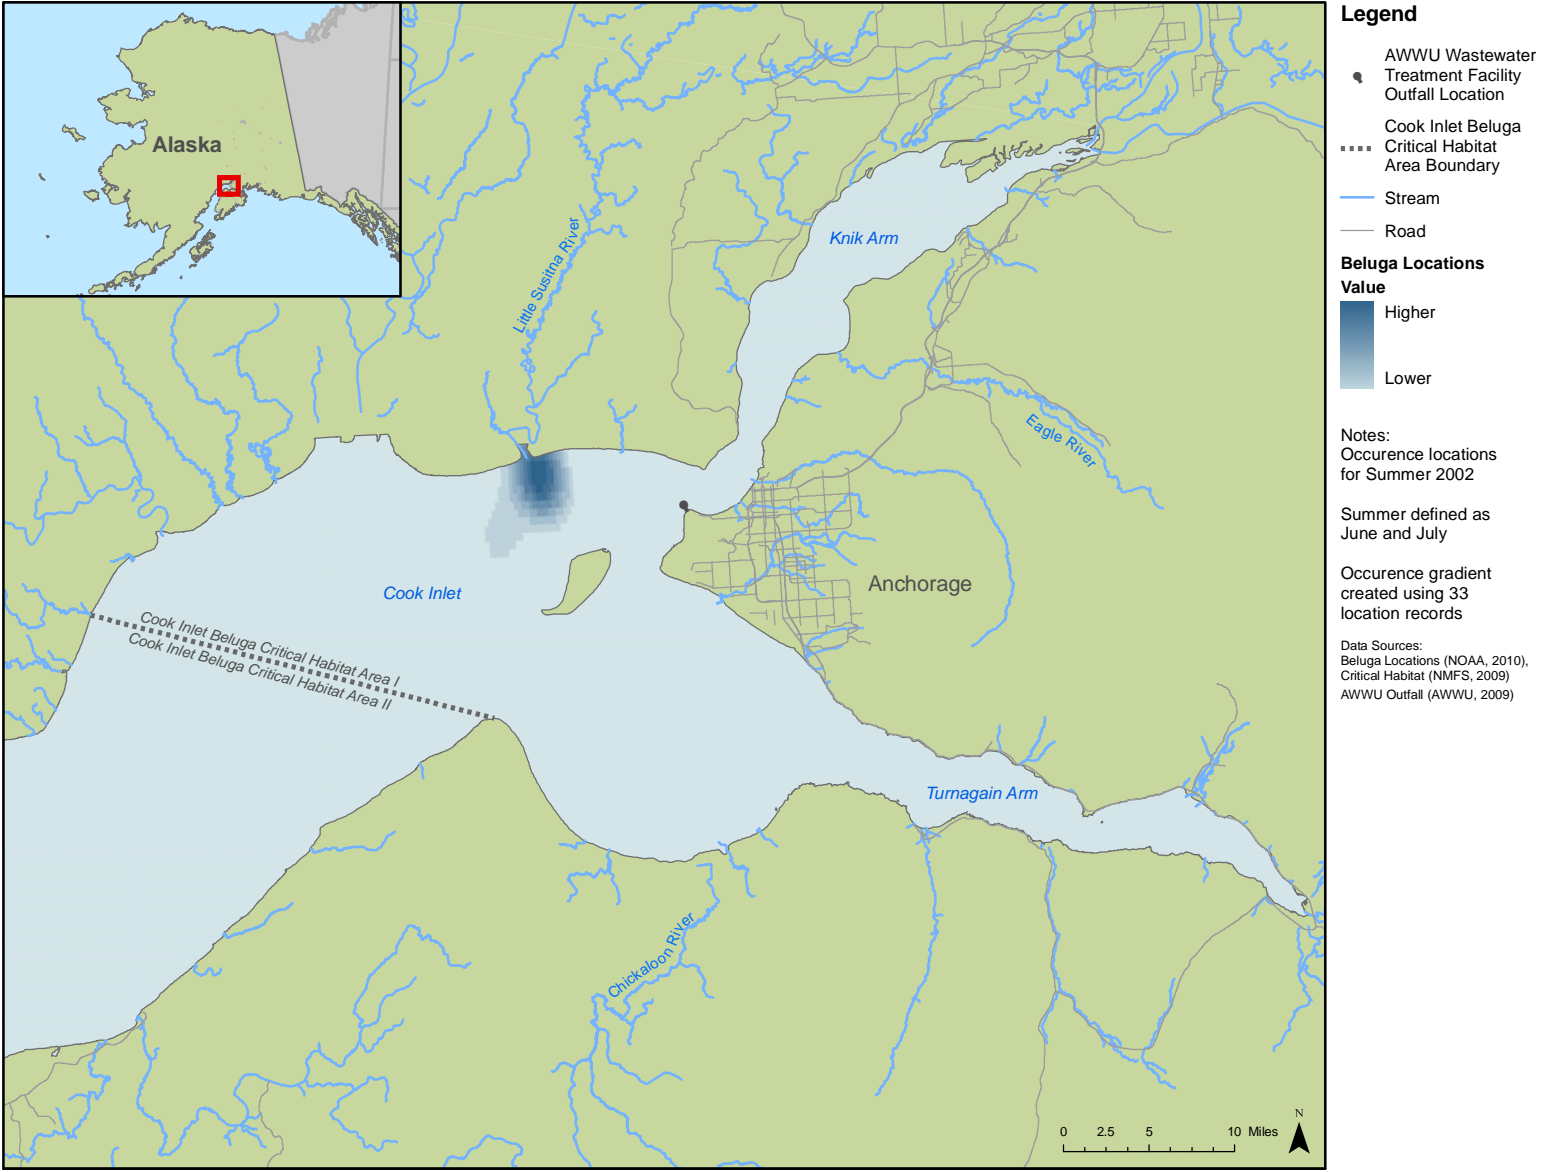 Alaska
Little Susitna River
Knik Arm
Eagle River
Anchorage
Cook Inlet
Cook Inlet Beluga Critical Habitat Area I
Cook Inlet Beluga Critical Habitat Area II
Turnagain Arm
Chickaloon River
0 2.5 5 10 Miles
N
Legend
AWWU Wastewater
Treatment Facility
Outfall Location
Cook Inlet Beluga
Critical Habitat
Area Boundary
Stream
Road
Beluga Locations
Value
Higher
Lower
Notes:
Occurence locations
for Summer 2002
Summer defined as
June and July
Occurence gradient
created using 33
location records
Data Sources:
Beluga Locations (NOAA, 2010),
Critical Habitat (NMFS, 2009)
AWWU Outfall (AWWU, 2009)